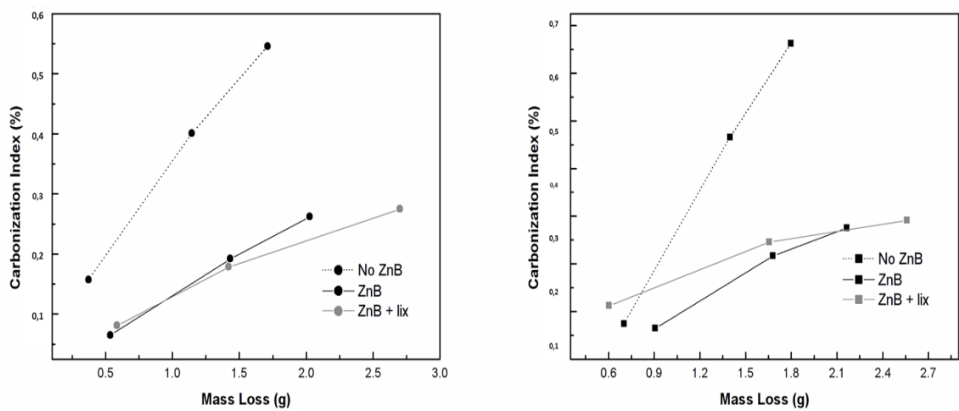 0,6
0,5
0,4
0,3
0,2
0,1
Carbonization Index (%)
No ZnB
ZnB
ZnB + lix
0.5 1.0 1.5 2.0 2.5 3.0
Mass Loss (g)
0,7
0,6
0,5
0,4
0,3
0,2
0,1
Carbonization Index (%)
No ZnB
ZnB
ZnB + lix
0.6 0.9 1.2 1.5 1.8 2.1 2.4 2.7
Mass Loss (g)